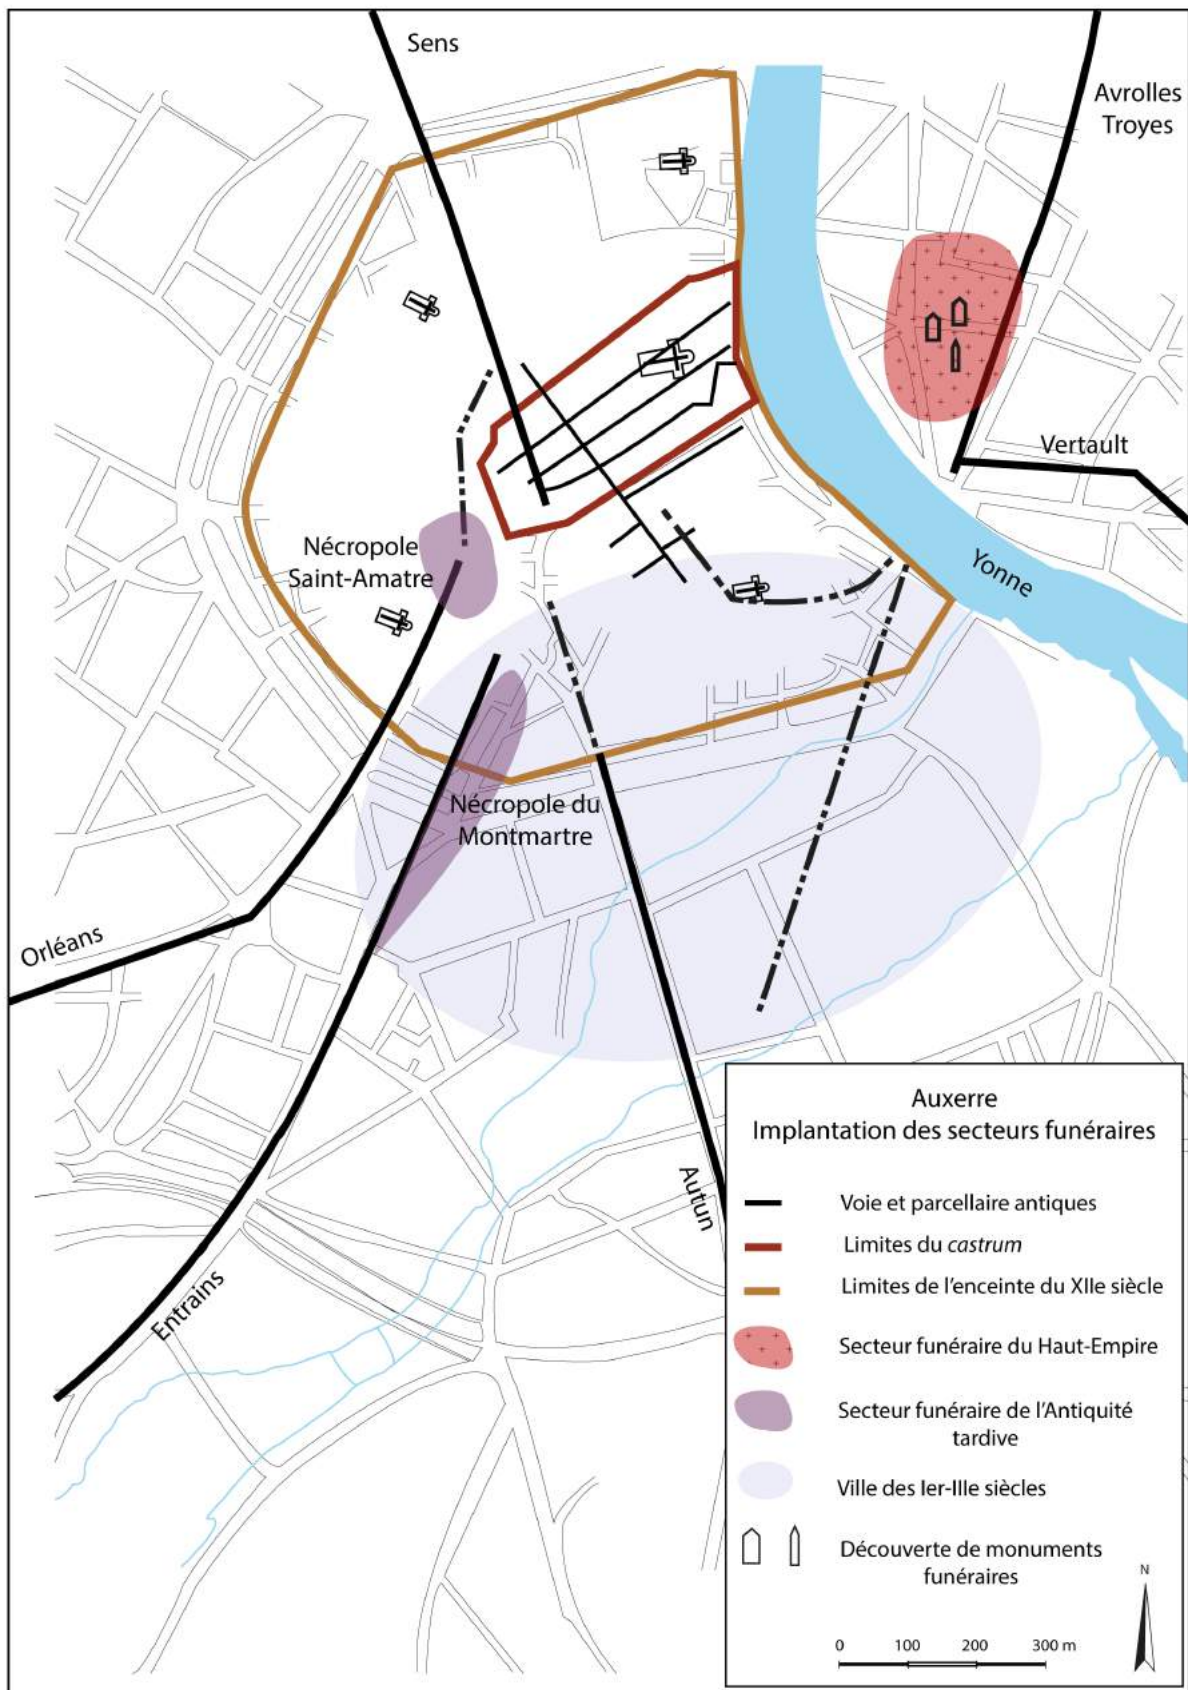 Sens
Avrolles
Troyes
Vertault
Yonne
Nécropole
Saint-Amatre
Nécropole du
Montmartre
Orléans
Entrains
Autun
Auxerre
Implantation des secteurs funéraires
Voie et parcellaire antiques
Limites du castrum
Limites de l'enceinte du XIIe siècle
Secteur funéraire du Haut-Empire
Secteur funéraire de l'Antiquité
tardive
Ville des Ier-IIIe siècles
Découverte de monuments
funéraires
N
0 100 200 300 m